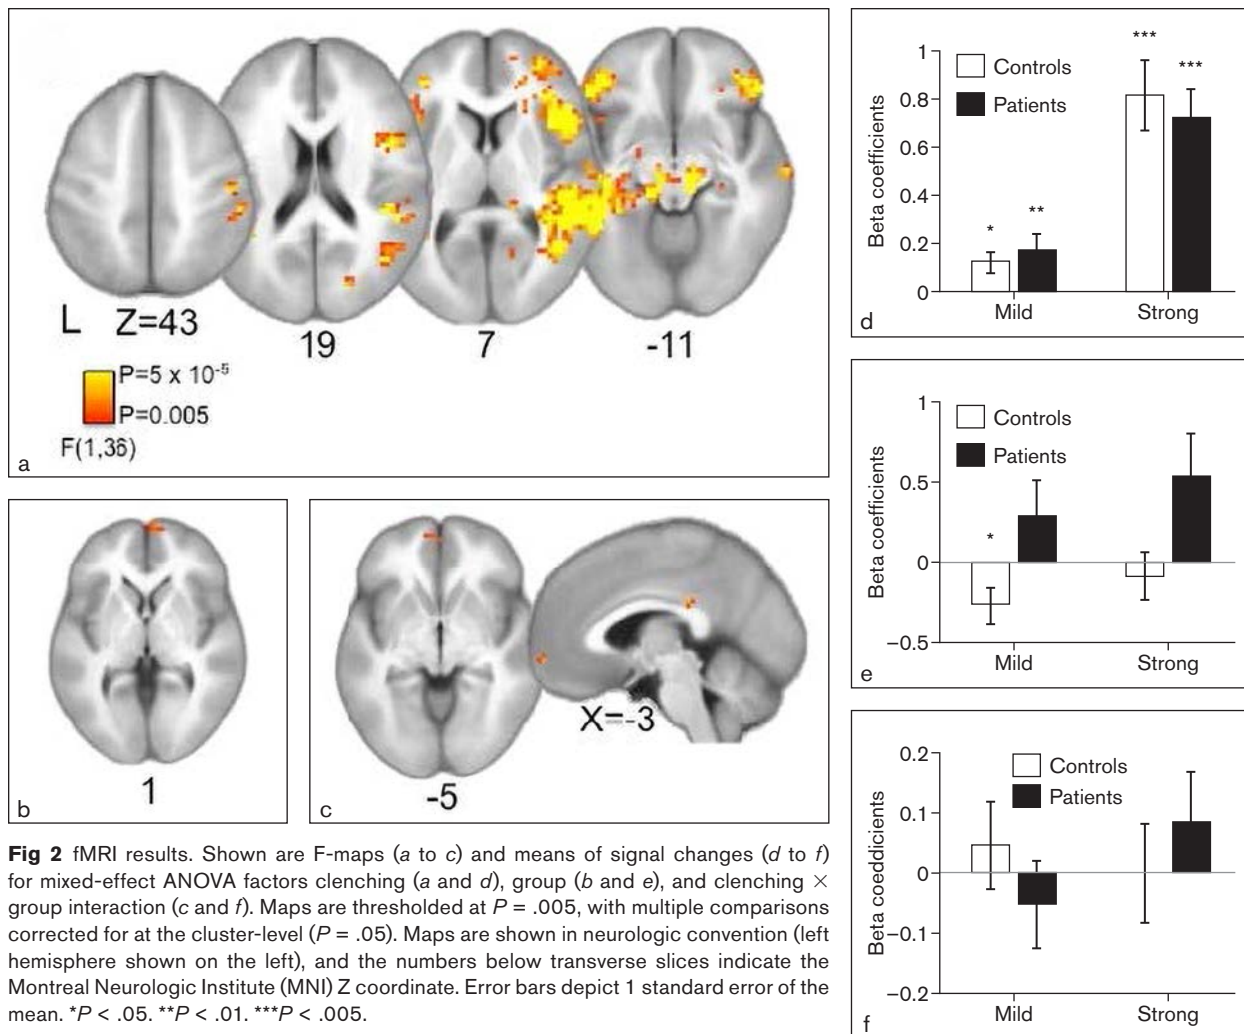 L Z=43
19
7
-11
P=5 x 10⁻⁵
P=0.005
F(1,36)
a
1
b
-5
X=-3
c
Fig 2 fMRI results. Shown are F-maps (a to c) and means of signal changes (d to f)
for mixed-effect ANOVA factors clenching (a and d), group (b and e), and clenching ×
group interaction (c and f). Maps are thresholded at P = .005, with multiple comparisons
corrected for at the cluster-level (P = .05). Maps are shown in neurologic convention (left
hemisphere shown on the left), and the numbers below transverse slices indicate the
Montreal Neurologic Institute (MNI) Z coordinate. Error bars depict 1 standard error of the
mean. *P < .05. **P < .01. ***P < .005.
Beta coefficients
1
0.8
0.6
0.4
0.2
0
Controls
Patients
*
**
***
***
Mild Strong
d
Beta coefficients
1
0.5
0
−0.5
Controls
Patients
*
Mild Strong
e
Beta coeddicients
0.2
0.1
0
−0.1
−0.2
Controls
Patients
Mild Strong
f